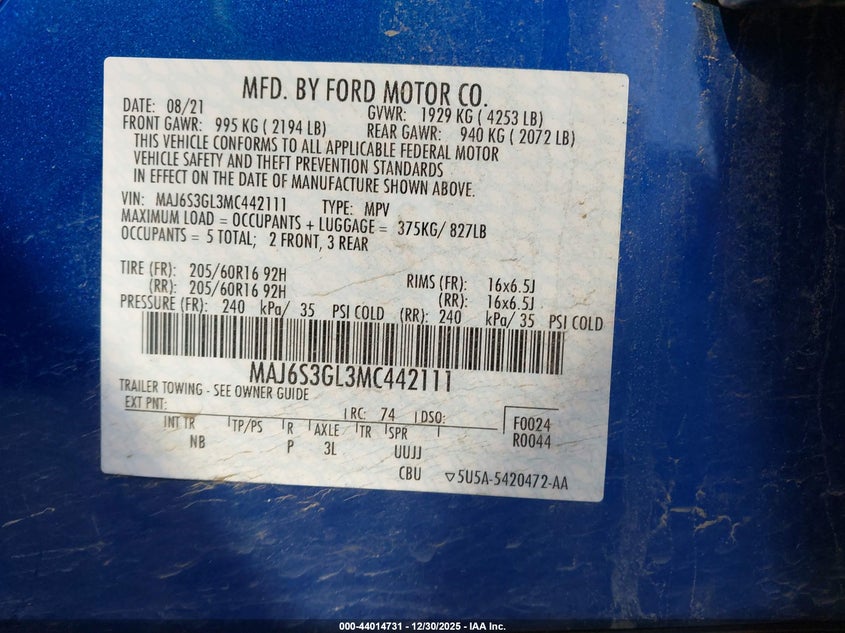 MFD. BY FORD MOTOR CO.
DATE: 08/21 GVWR: 1929 KG ( 4253 LB)
FRONT GAWR: 995 KG ( 2194 LB) REAR GAWR: 940 KG ( 2072 LB)
THIS VEHICLE CONFORMS TO ALL APPLICABLE FEDERAL MOTOR
VEHICLE SAFETY AND THEFT PREVENTION STANDARDS
IN EFFECT ON THE DATE OF MANUFACTURE SHOWN ABOVE.
VIN: MAJ6S3GL3MC442111 TYPE: MPV
MAXIMUM LOAD = OCCUPANTS + LUGGAGE = 375KG/ 827LB
OCCUPANTS = 5 TOTAL; 2 FRONT, 3 REAR
TIRE (FR): 205/60R16 92H RIMS (FR): 16x6.5J
(RR): 205/60R16 92H (RR): 16x6.5J
PRESSURE (FR): 240 kPa/ 35 PSI COLD (RR): 240 kPa/ 35 PSI COLD
MAJ6S3GL3MC442111
TRAILER TOWING - SEE OWNER GUIDE
EXT PNT: RC: 74 DSO: F0024
INT TR TP/PS R AXLE TR SPR R0044
NB P 3L UUJJ
CBU ▽5U5A-5420472-AA
000-44014731 - 12/30/2025 - IAA Inc.